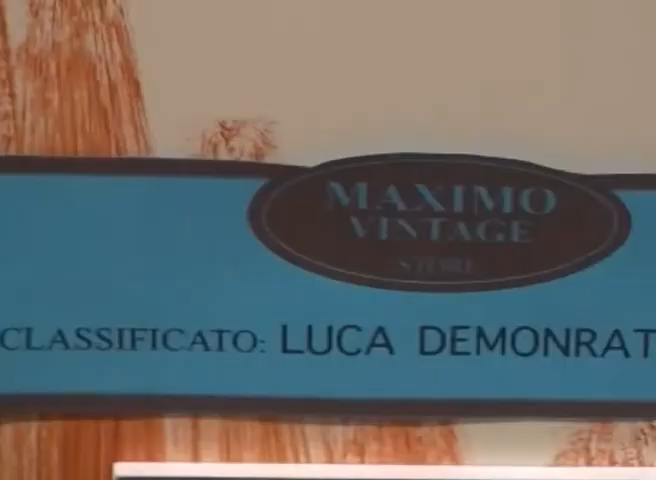 MAXIMO
VINTAGE
STORE
CLASSIFICATO: LUCA DEMONRAT